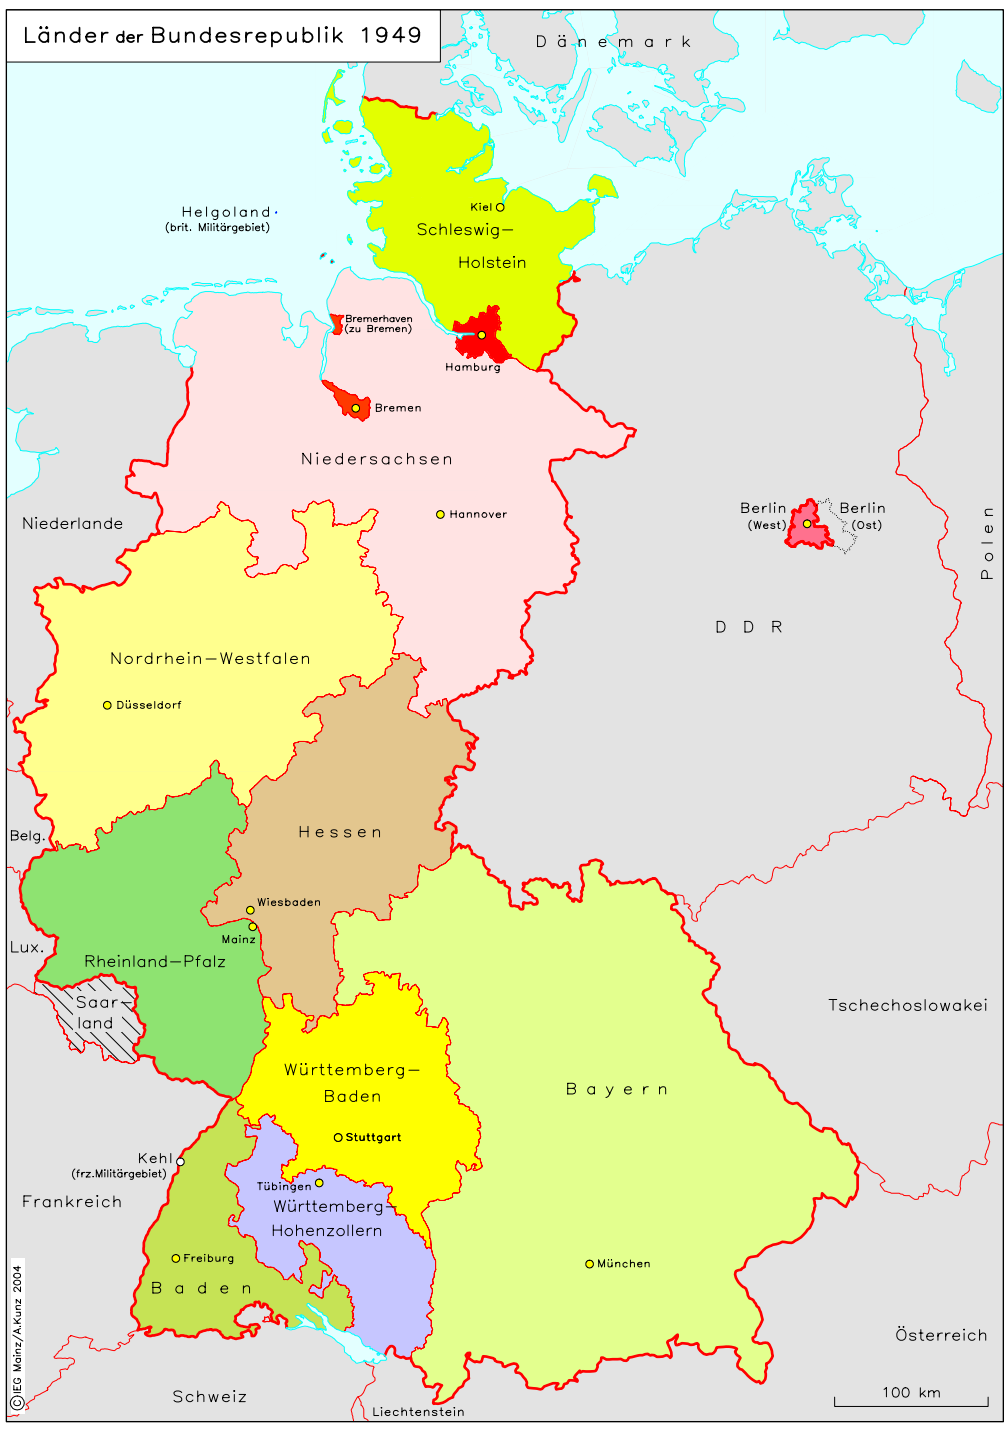 Länder der Bundesrepublik 1949
Dänemark
Helgoland
(brit. Militärgebiet)
Kiel
Schleswig–
Holstein
Bremerhaven
(zu Bremen)
Hamburg
Bremen
Niedersachsen
Hannover
Niederlande
Berlin
(West)
Berlin
(Ost)
Polen
DDR
Nordrhein–Westfalen
Düsseldorf
Belg.
Hessen
Wiesbaden
Mainz
Lux.
Rheinland–Pfalz
Saar–
land
Tschechoslowakei
Württemberg–
Baden
Bayern
Stuttgart
Kehl
(frz.Militärgebiet)
Frankreich
Tübingen
Württemberg–
Hohenzollern
Freiburg
Baden
München
Österreich
Schweiz
Liechtenstein
100 km
©IEG Mainz/A.Kunz 2004